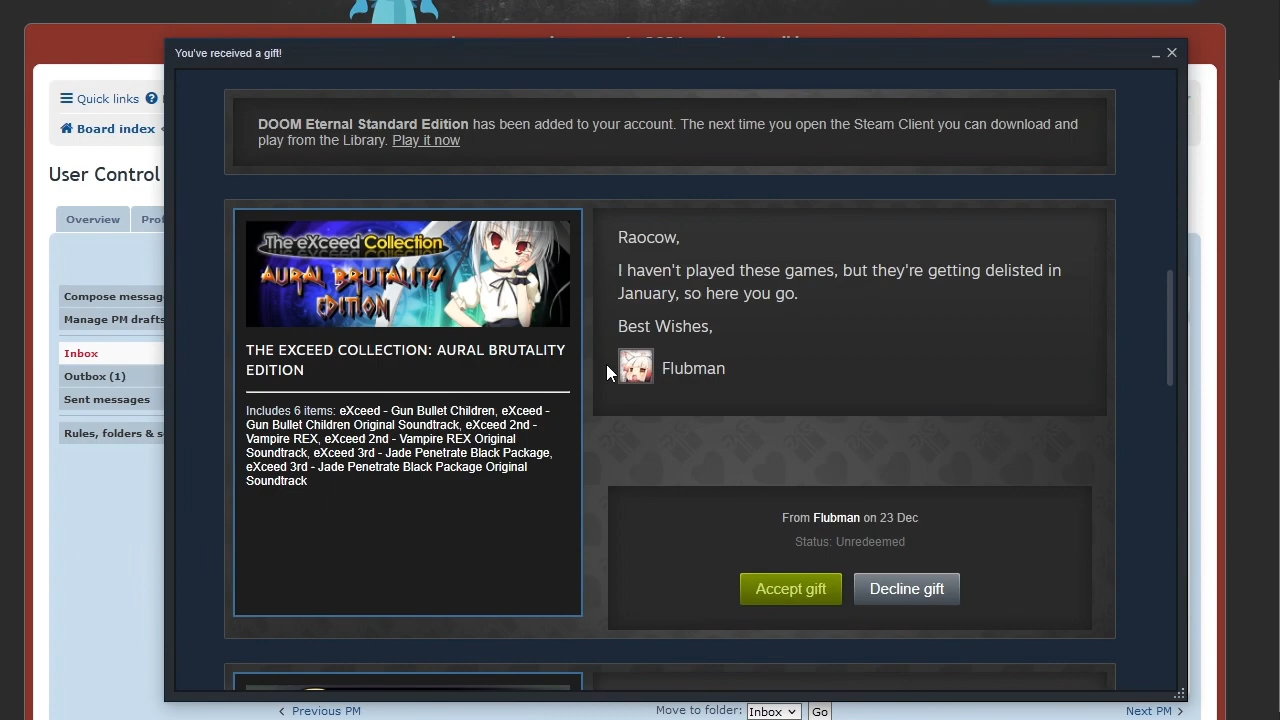 You've received a gift!
Quick links
Board index
User Control
Overview
Compose messag
Manage PM drafts
Inbox
Outbox (1)
Sent messages
Rules, folders & s
DOOM Eternal Standard Edition has been added to your account. The next time you open the Steam Client you can download and
play from the Library. Play it now
The eXceed Collection
AURAL BRUTALITY
EDITION
THE EXCEED COLLECTION: AURAL BRUTALITY
EDITION
Includes 6 items: eXceed - Gun Bullet Children, eXceed -
Gun Bullet Children Original Soundtrack, eXceed 2nd -
Vampire REX, eXceed 2nd - Vampire REX Original
Soundtrack, eXceed 3rd - Jade Penetrate Black Package,
eXceed 3rd - Jade Penetrate Black Package Original
Soundtrack
Raocow,
I haven't played these games, but they're getting delisted in
January, so here you go.
Best Wishes,
Flubman
From Flubman on 23 Dec
Status: Unredeemed
Accept gift
Decline gift
< Previous PM
Move to folder: Inbox
Go
Next PM >